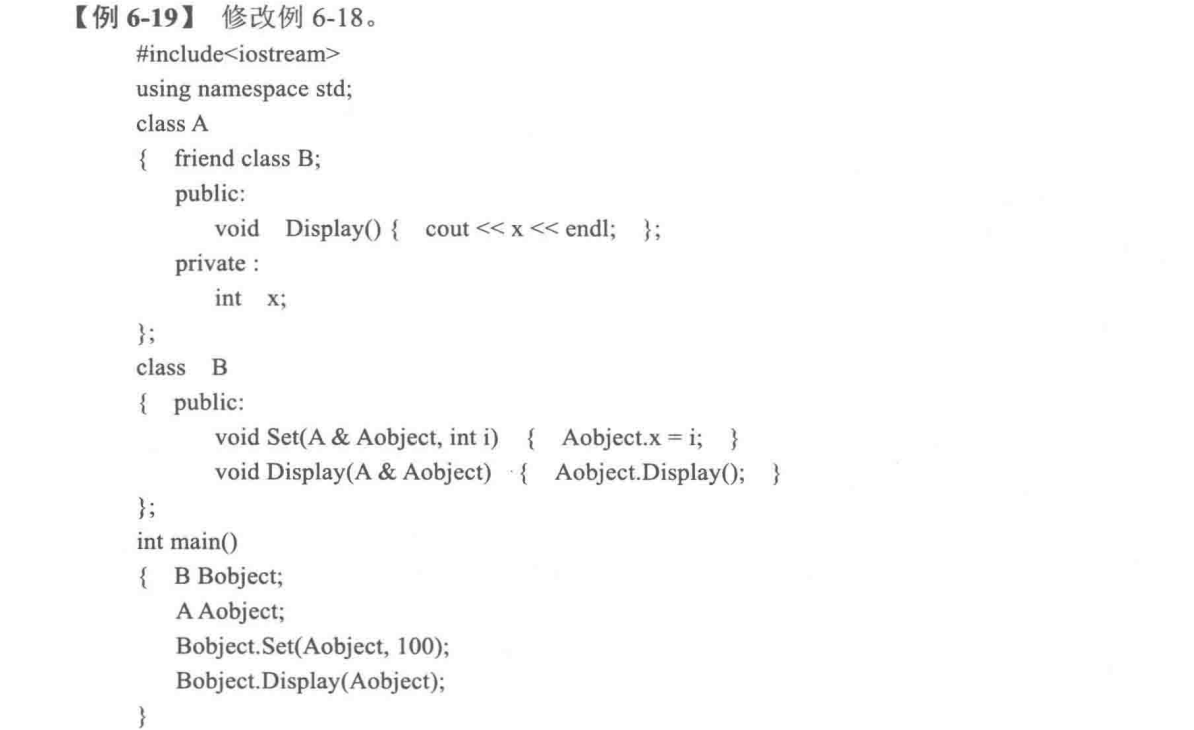 【例 6-19】 修改例 6-18。
#include<iostream>
using namespace std;
class A
{ friend class B;
public:
void Display() { cout << x << endl; };
private :
int x;
};
class B
{ public:
void Set(A & Aobject, int i) { Aobject.x = i; }
void Display(A & Aobject) { Aobject.Display(); }
};
int main()
{ B Bobject;
A Aobject;
Bobject.Set(Aobject, 100);
Bobject.Display(Aobject);
}